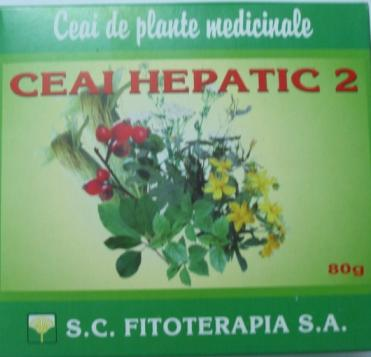 Ceai de plante medicinale
CEAI HEPATIC 2
80g
S.C. FITOTERAPIA S.A.